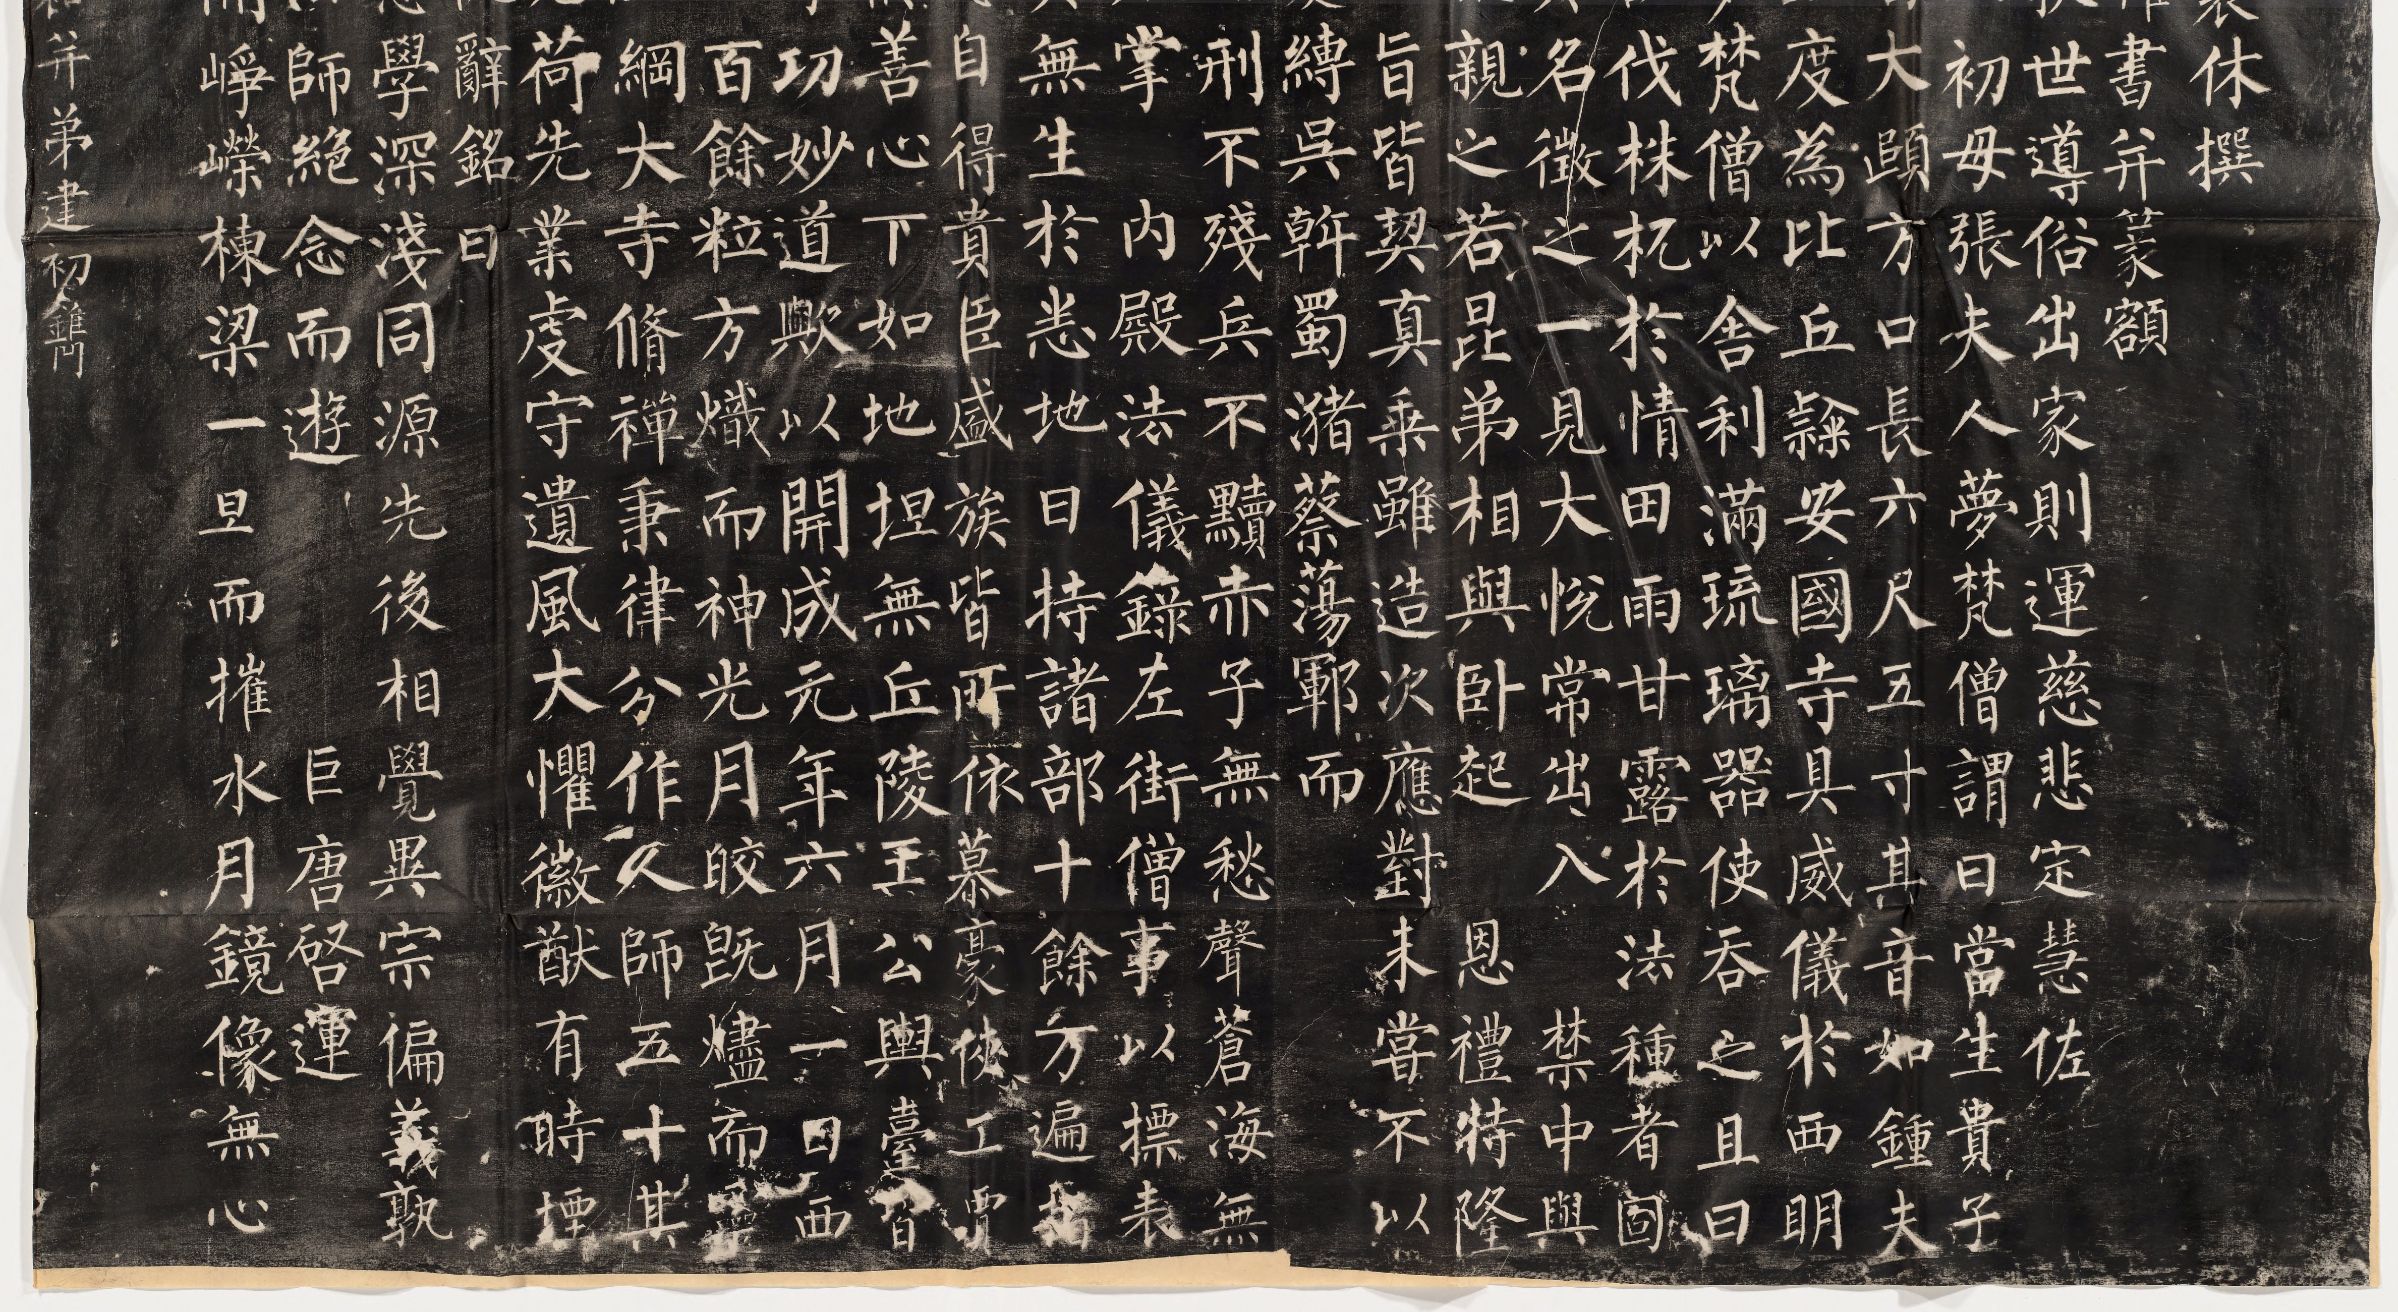 休撰
書并篆額
世導俗出家則運慈悲定慧佐
初母張夫人夢梵僧謂曰當生貴子
大頤方口長六尺五寸其音如鍾夫
度為比丘隸安國寺具威儀於西明
梵僧以舍利滿琉璃器使吞之且曰
伐株杌於情田雨甘露於法種者固
名徵之一見大悅常出入禁中與
親之若昆弟相與卧起恩禮特隆
旨皆契真乘雖造次應對未嘗不以
縛吳斡蜀瀦蔡蕩鄆而
刑不殘兵不黷赤子無愁聲蒼海無
掌內殿法儀錄左街僧事以標表
無生於悉地日持諸部十餘万遍指
自得貴臣盛族皆所依慕豪俠工賈
善心下如地坦無丘陵王公輿臺皆
功妙道歟以開成元年六月一日西
百餘粒方熾而神光月皎既燼而靈
綱大寺脩禪秉律分作人師五十其
荷先業虔守遺風大懼徽猷有時堙
辭銘曰
學深淺同源先後相覺異宗偏義孰
師絕念而遊 巨唐啓運
崢嶸棟梁一旦而摧水月鏡像無心
并弟建初鐫